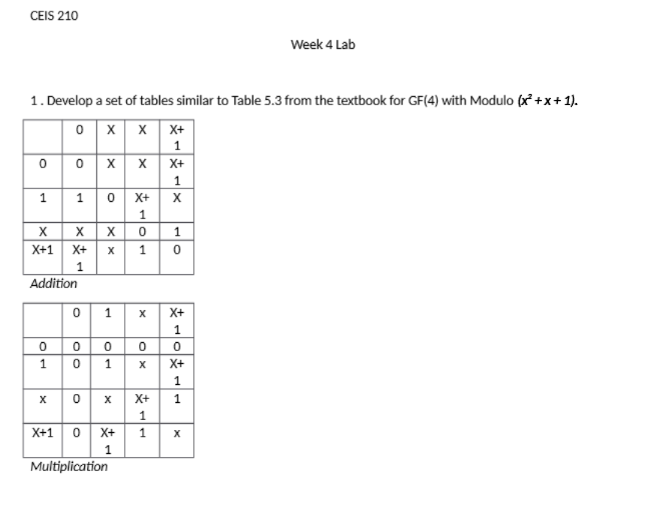 CEIS 210
Week 4 Lab
1. Develop a set of tables similar to Table 5.3 from the textbook for GF(4) with Modulo (x² + x + 1).
0 X X X+
1
0 0 X X X+
1
1 1 0 X+ X
1
X X X 0 1
X+1 X+ x 1 0
1
Addition
0 1 x X+
1
0 0 0 0 0
1 0 1 x X+
1
x 0 x X+ 1
1
X+1 0 X+ 1 x
1
Multiplication